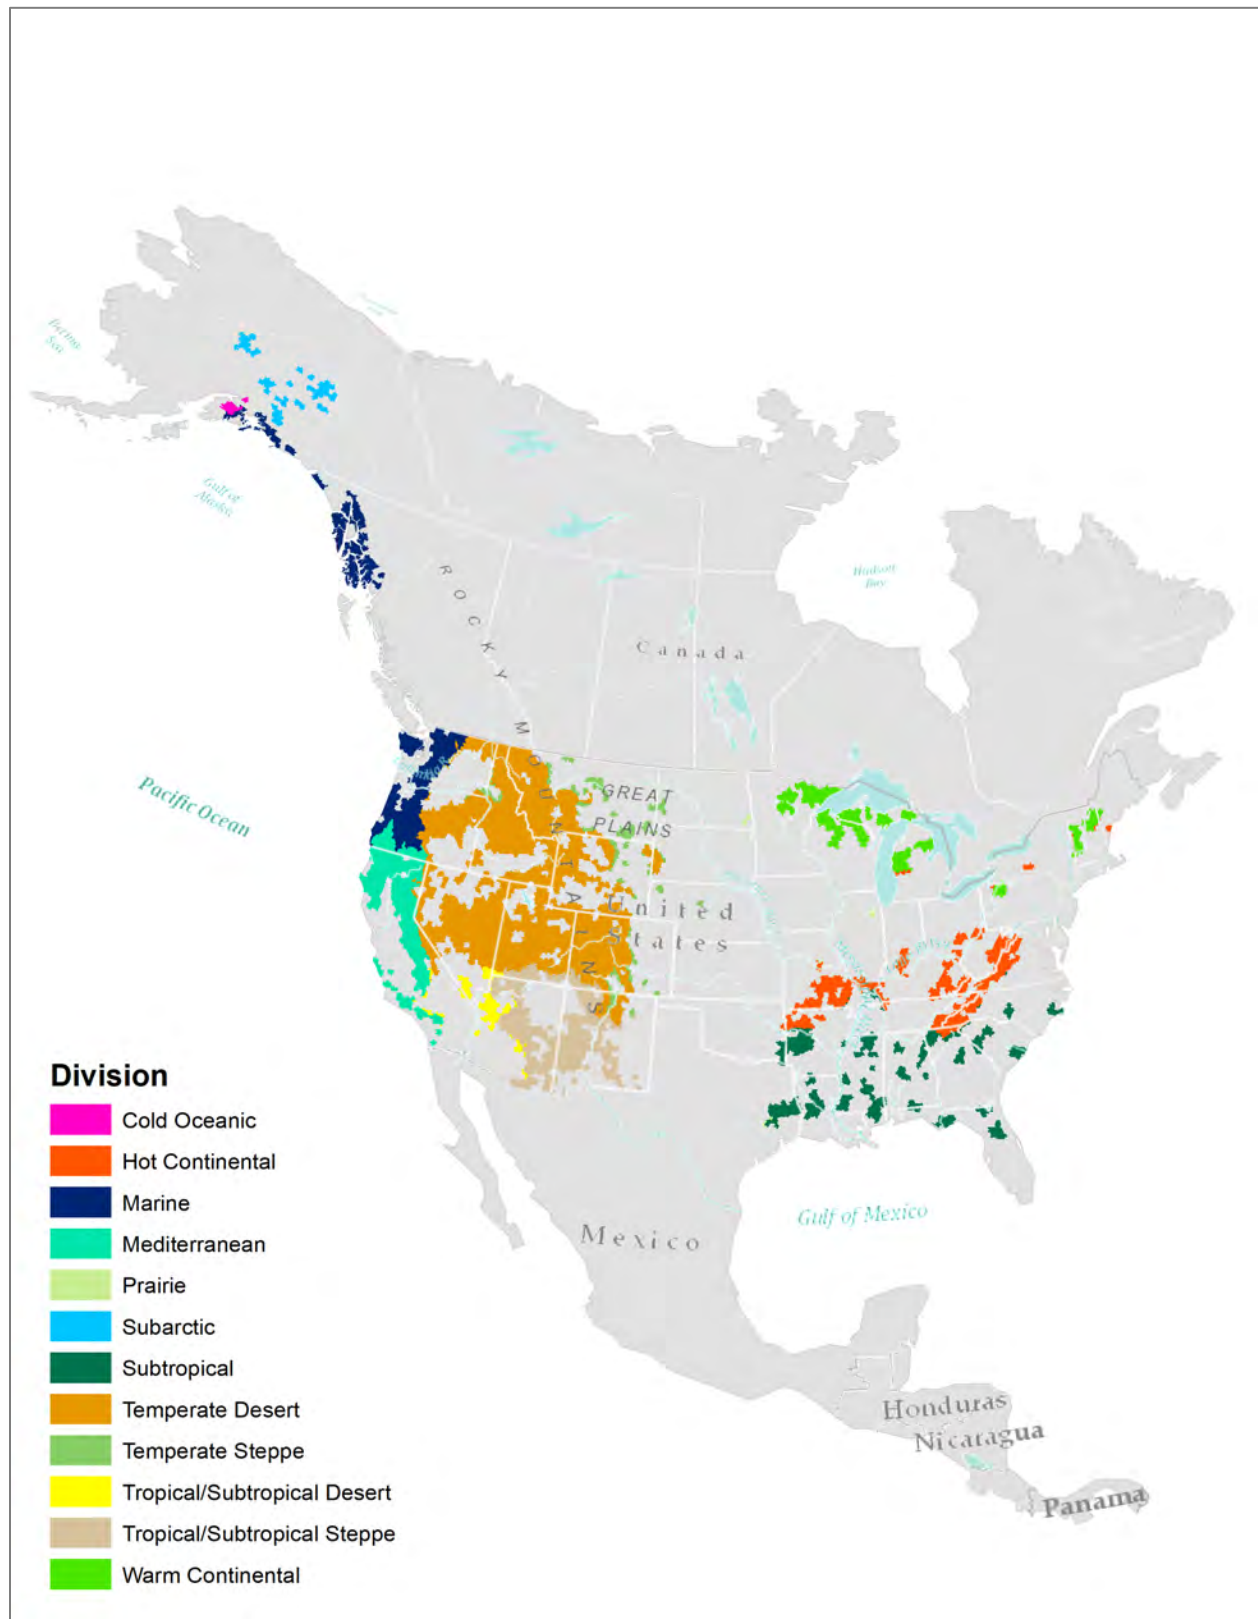 Bering
Sea
Gulf of
Alaska
Hudson
Bay
ROCKY MOUNTAINS
Canada
Pacific Ocean
GREAT
PLAINS
United
States
Gulf of Mexico
Mexico
Honduras
Nicaragua
Panama
Division
Cold Oceanic
Hot Continental
Marine
Mediterranean
Prairie
Subarctic
Subtropical
Temperate Desert
Temperate Steppe
Tropical/Subtropical Desert
Tropical/Subtropical Steppe
Warm Continental